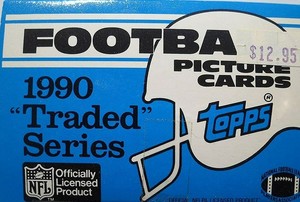 FOOTBA
$12.95
PICTURE
CARDS
1990
"Traded"
Series
topps®
NFL
Officially
Licensed
Product